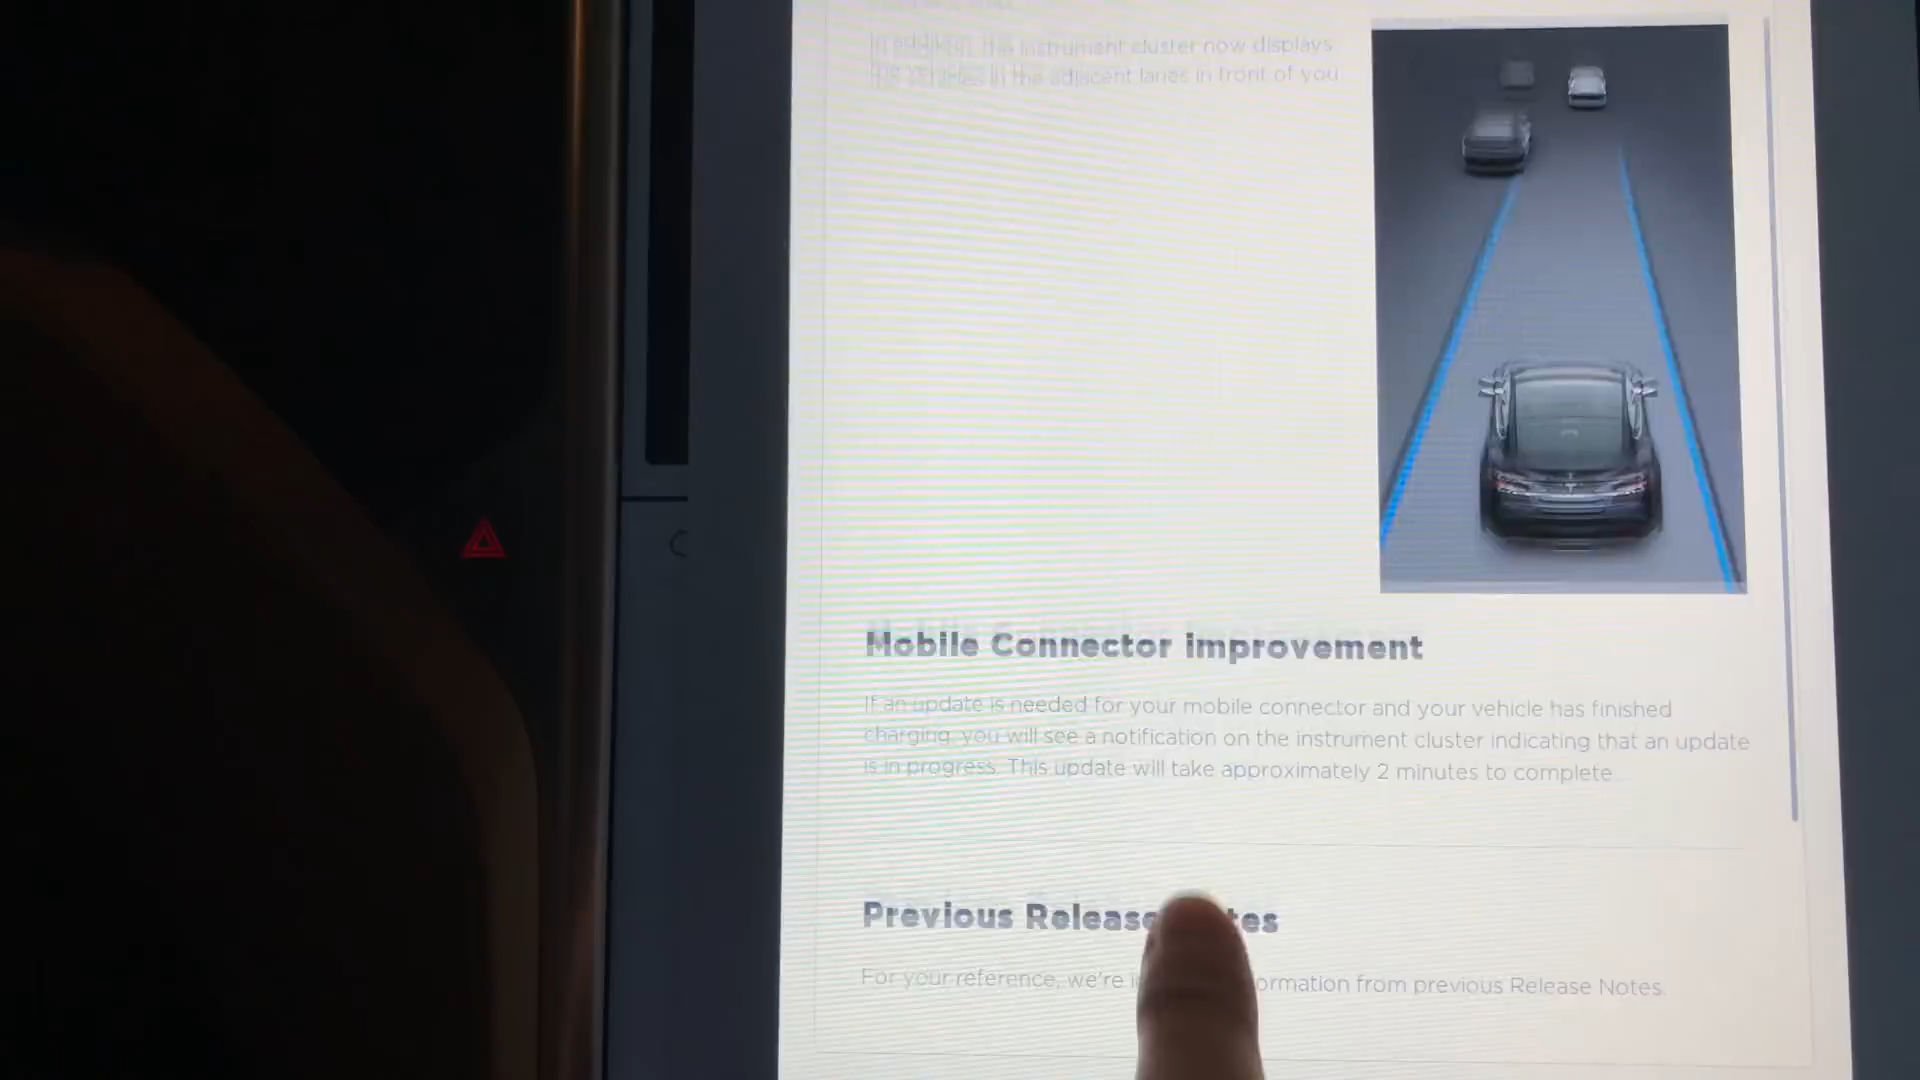 In addition, the instrument cluster now displays
the vehicles in the adjacent lanes in front of you
Mobile Connector Improvement
If an update is needed for your mobile connector and your vehicle has finished
charging, you will see a notification on the instrument cluster indicating that an update
is in progress. This update will take approximately 2 minutes to complete
Previous Release tes
For your reference, we're ormation from previous Release Notes.